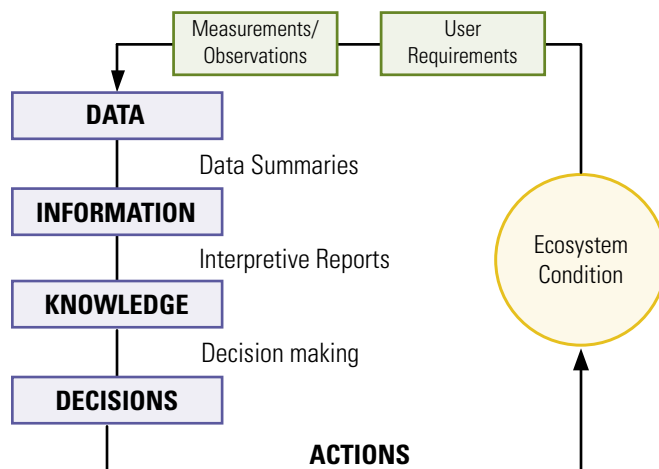 Measurements/
Observations
User
Requirements
DATA
Data Summaries
INFORMATION
Interpretive Reports
KNOWLEDGE
Decision making
DECISIONS
Ecosystem
Condition
ACTIONS